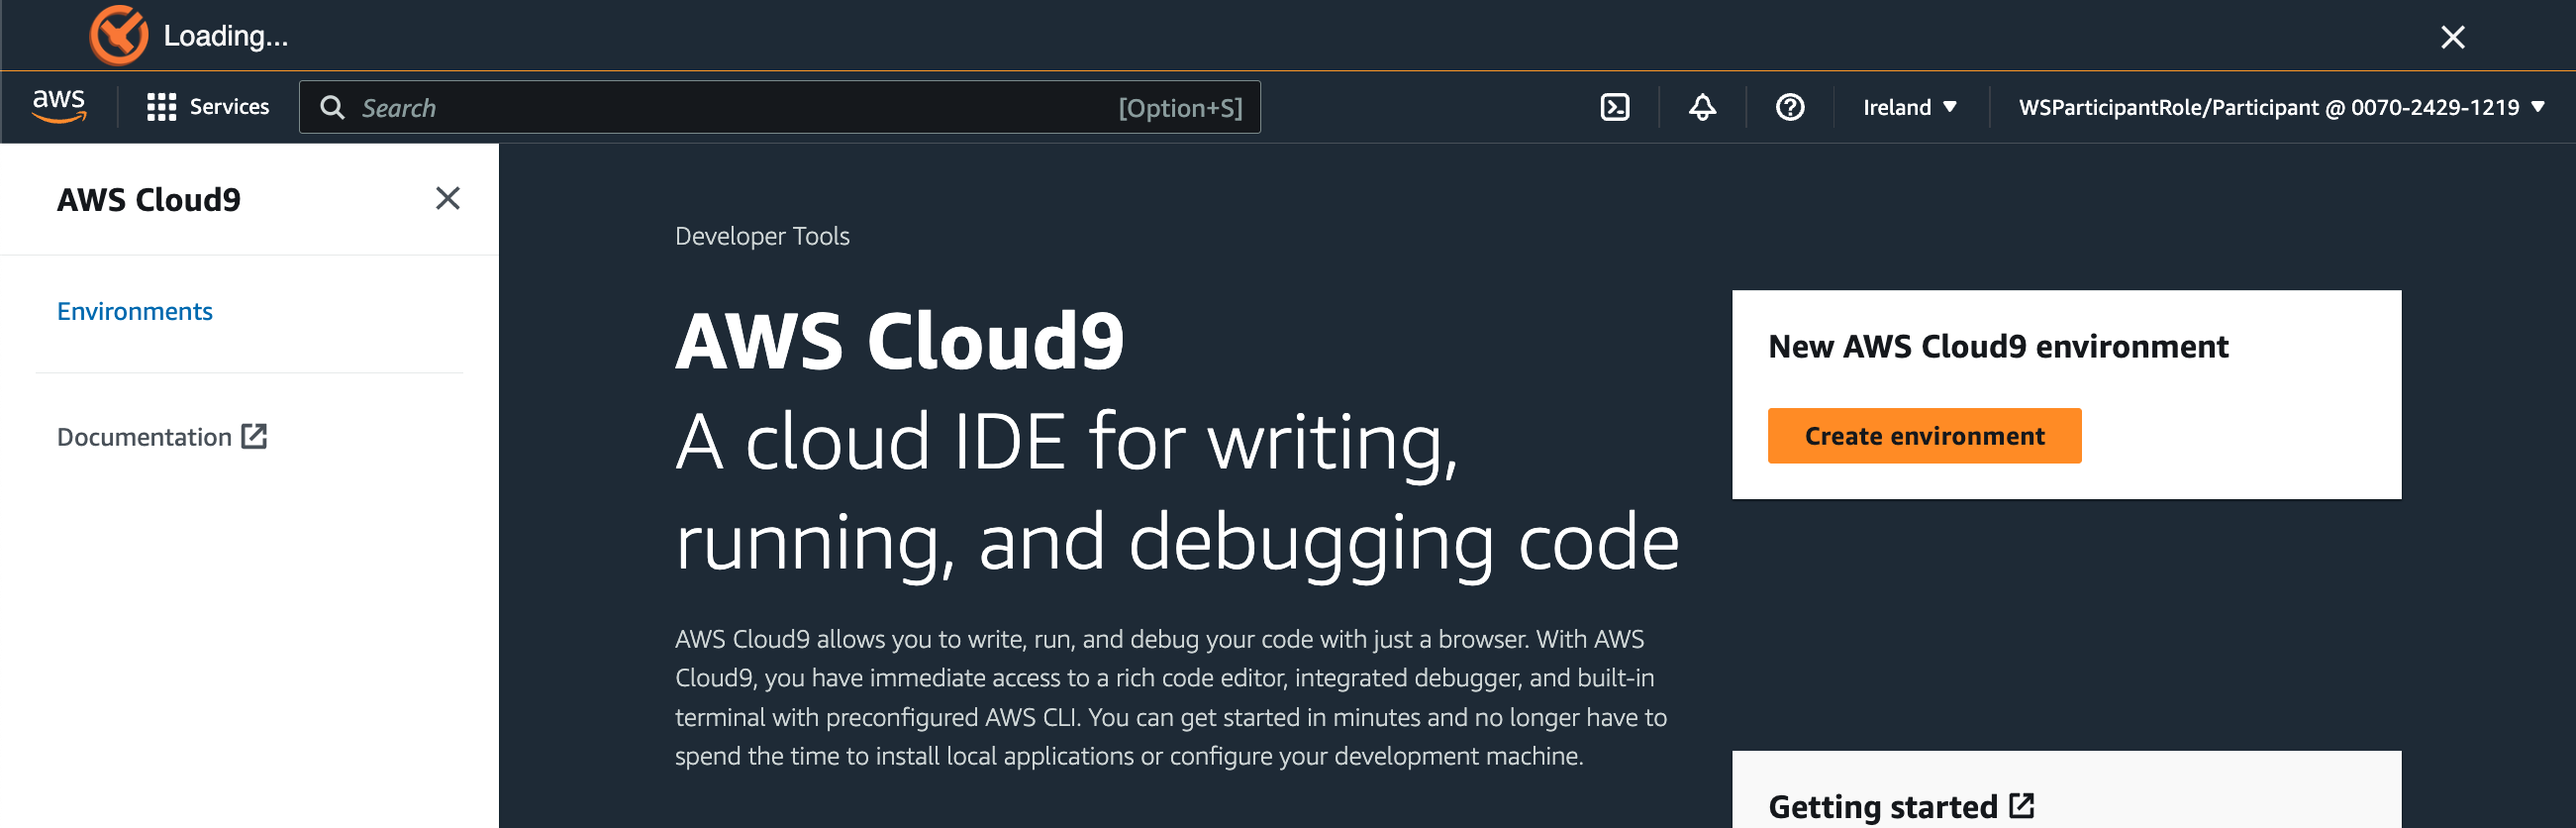 Loading...
aws
Services
Search
[Option+S]
Ireland
WSParticipantRole/Participant @ 0070-2429-1219
AWS Cloud9
Environments
Documentation
Developer Tools
AWS Cloud9
A cloud IDE for writing,
running, and debugging code
AWS Cloud9 allows you to write, run, and debug your code with just a browser. With AWS
Cloud9, you have immediate access to a rich code editor, integrated debugger, and built-in
terminal with preconfigured AWS CLI. You can get started in minutes and no longer have to
spend the time to install local applications or configure your development machine.
New AWS Cloud9 environment
Create environment
Getting started